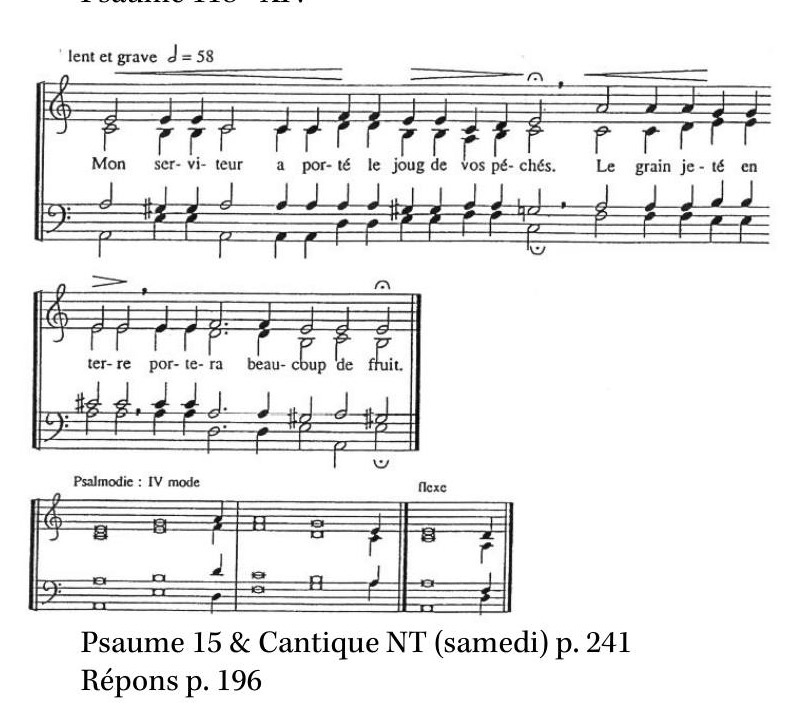 lent et grave 𝅗𝅥 = 58
Mon ser- vi- teur a por- té le joug de vos pé- chés. Le grain je - té en
ter- re por- te- ra beau- coup de fruit.
Psalmodie : IV mode
flexe
Psaume 15 & Cantique NT (samedi) p. 241
Répons p. 196